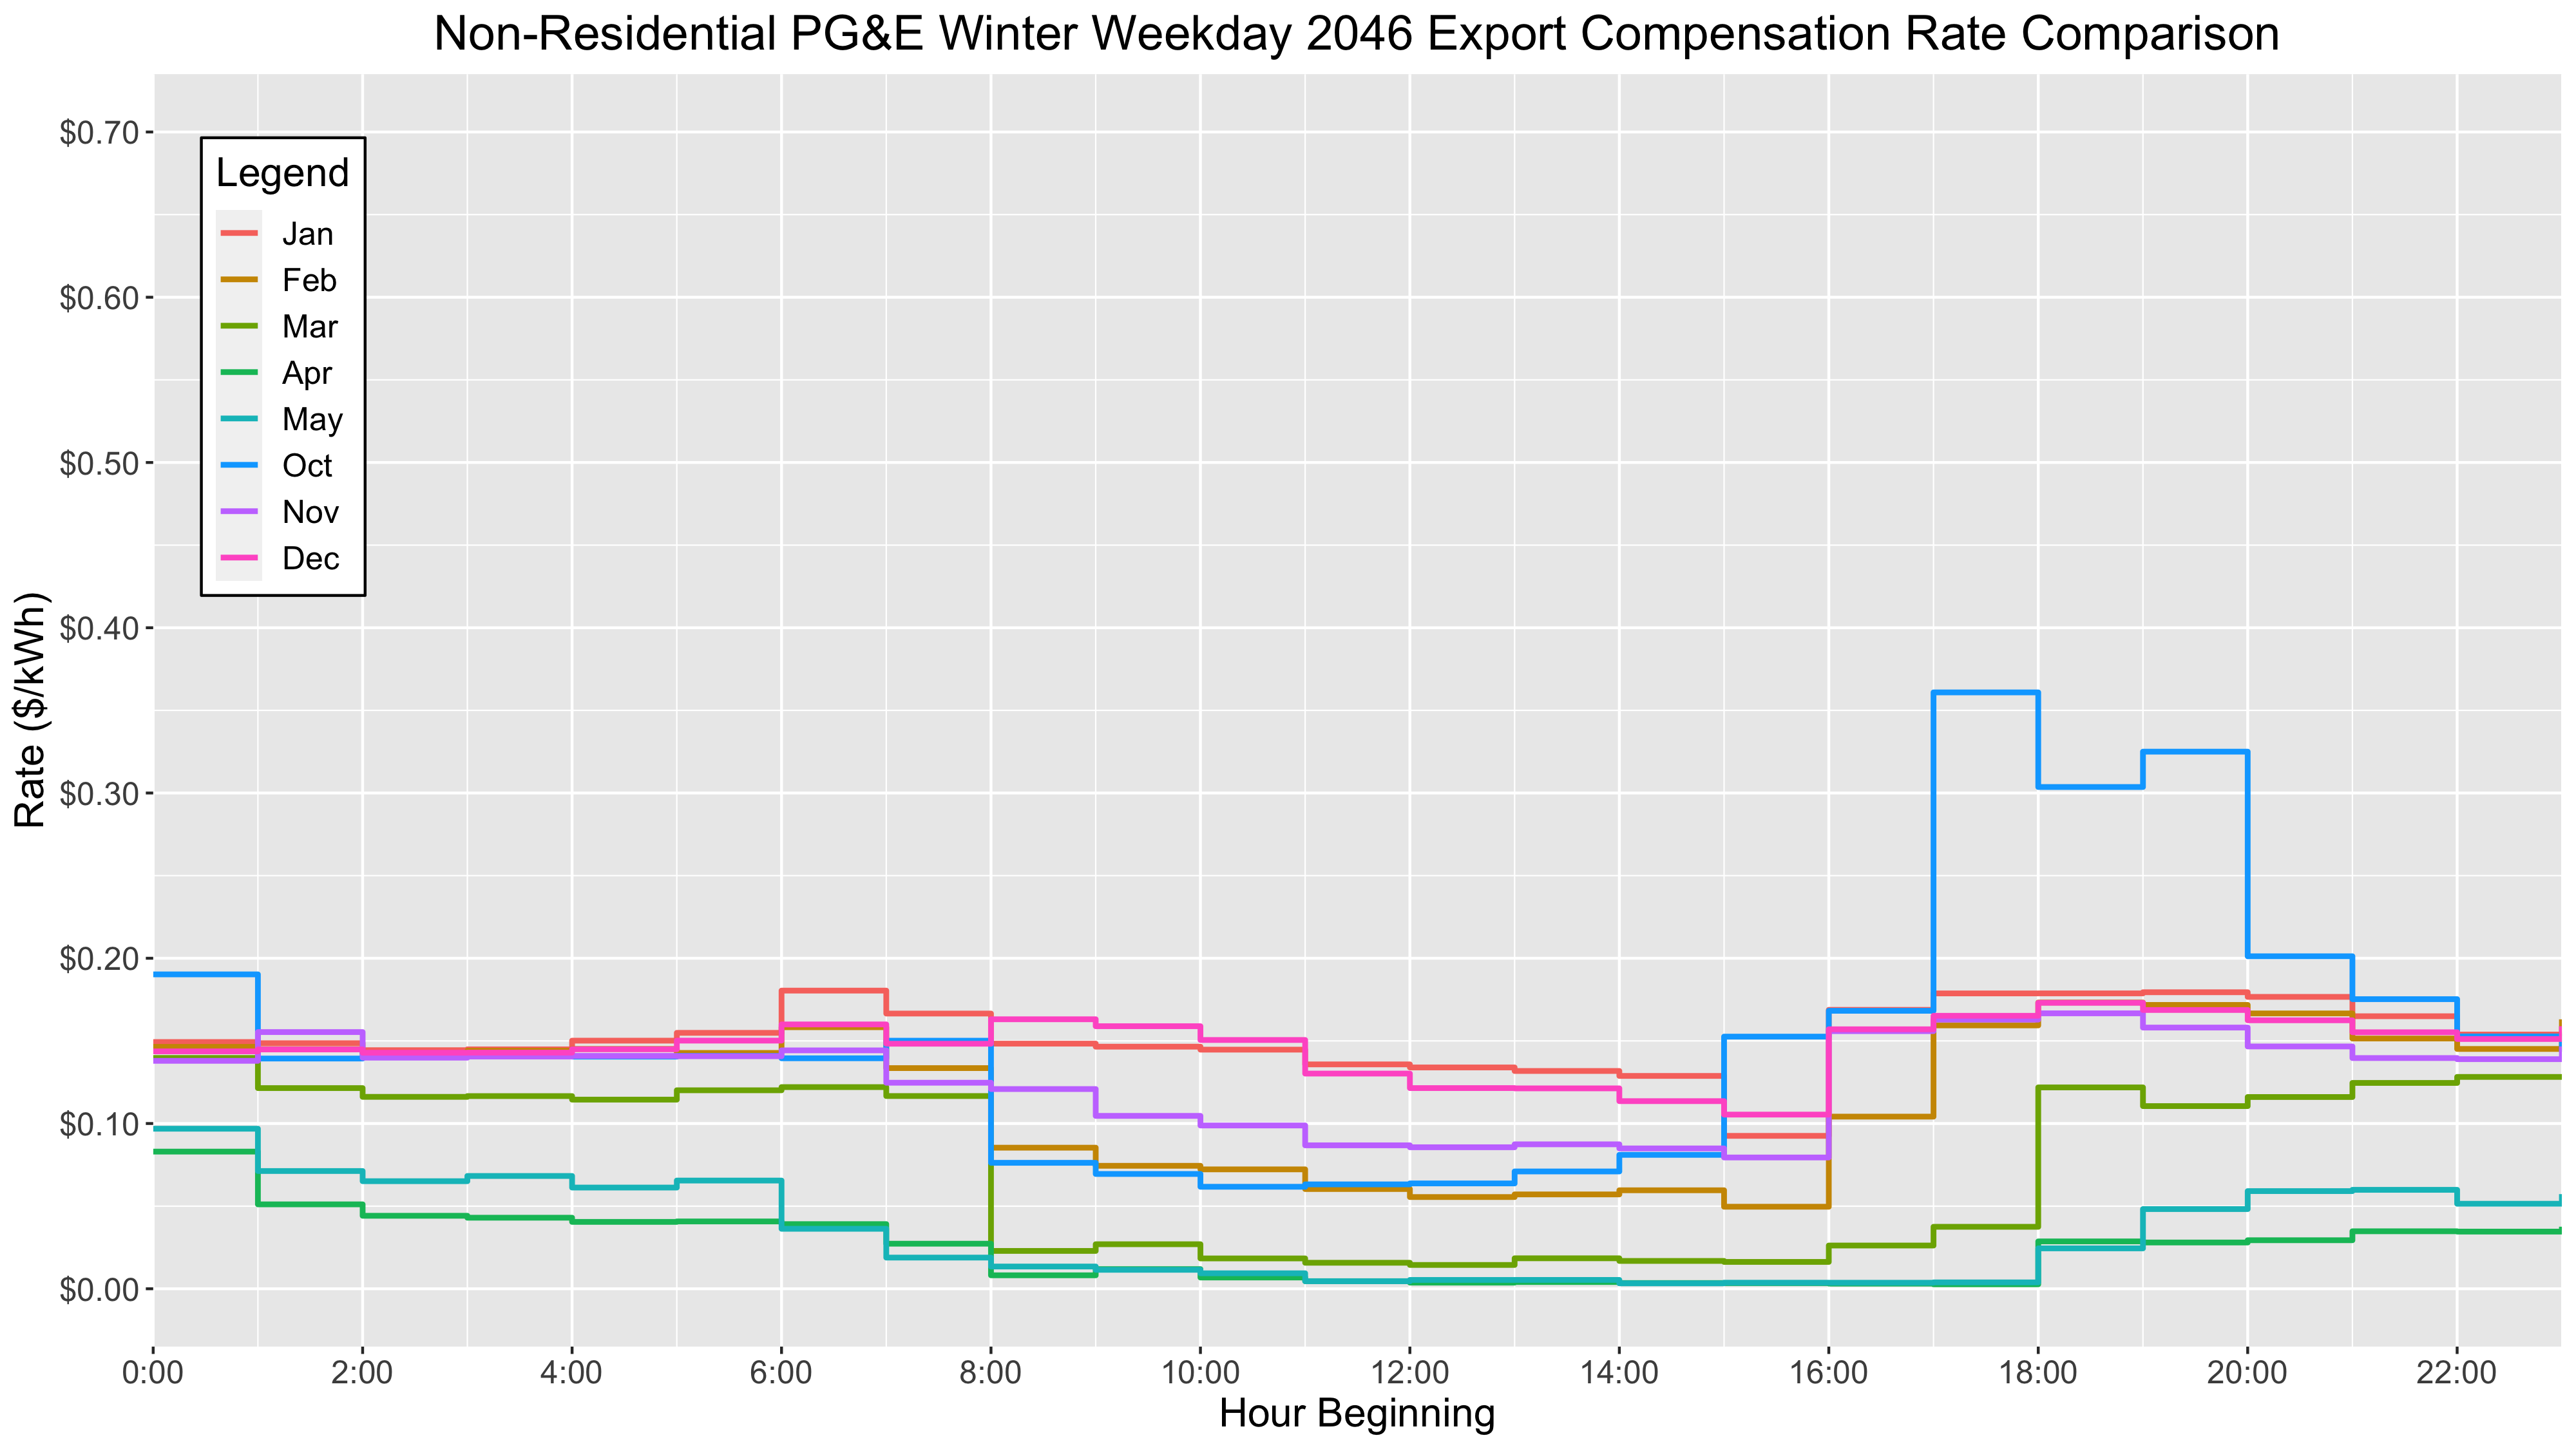 Non-Residential PG&E Winter Weekday 2046 Export Compensation Rate Comparison
$0.70
$0.60
$0.50
$0.40
$0.30
$0.20
$0.10
$0.00
Rate ($/kWh)
Legend
Jan
Feb
Mar
Apr
May
Oct
Nov
Dec
0:00 2:00 4:00 6:00 8:00 10:00 12:00 14:00 16:00 18:00 20:00 22:00
Hour Beginning